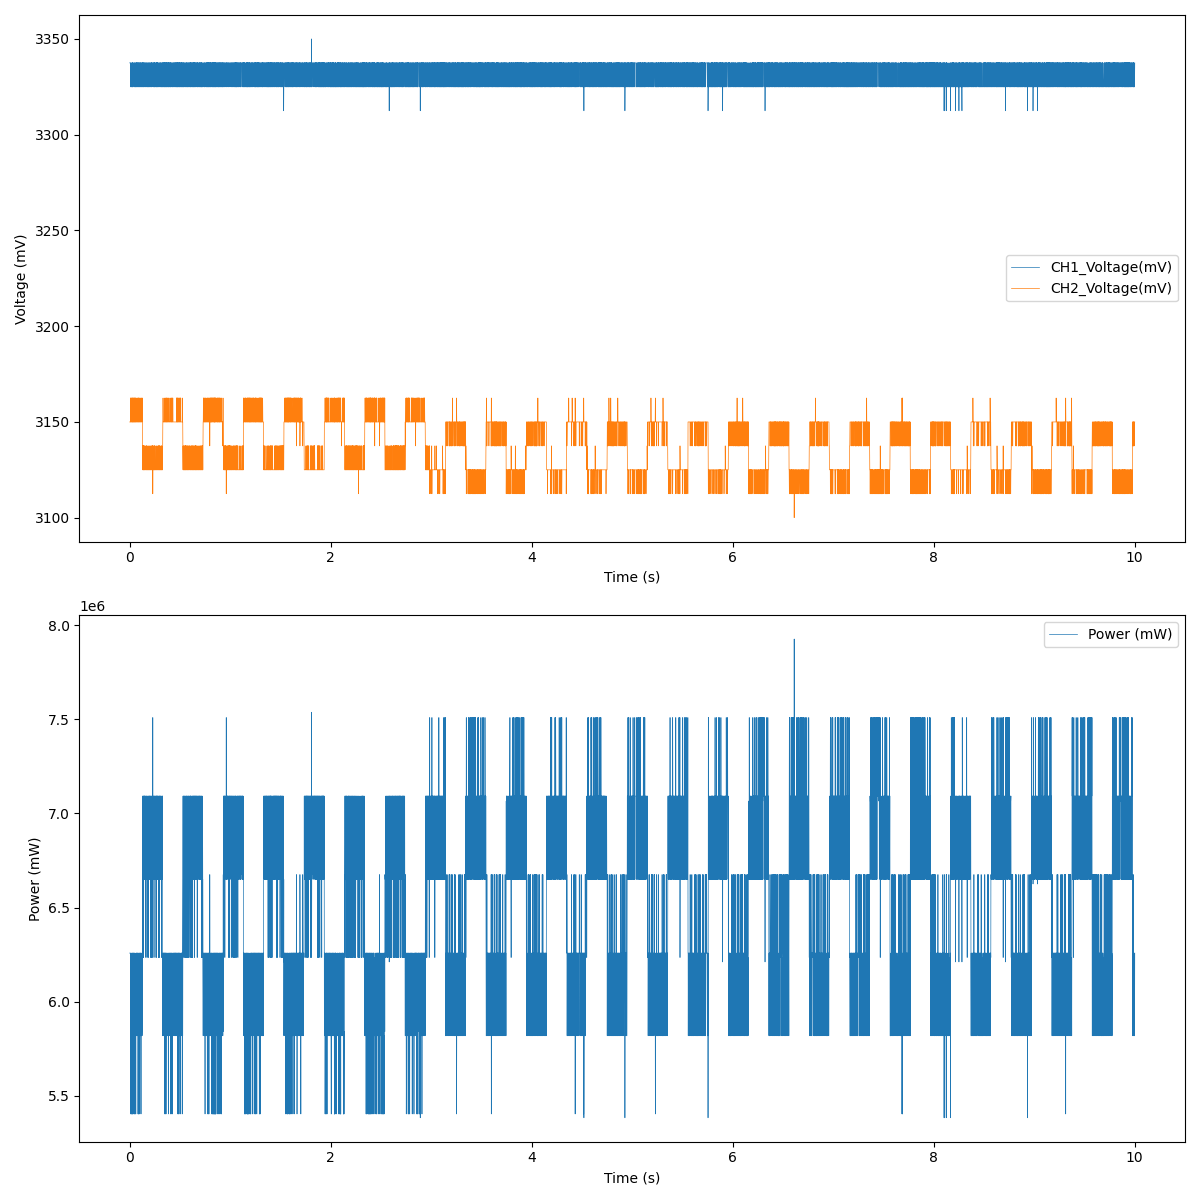 3350
3300
3250
3200
3150
3100
Voltage (mV)
CH1_Voltage(mV)
CH2_Voltage(mV)
0 2 4 6 8 10
Time (s)
1e6
8.0
7.5
7.0
6.5
6.0
5.5
Power (mW)
Power (mW)
0 2 4 6 8 10
Time (s)